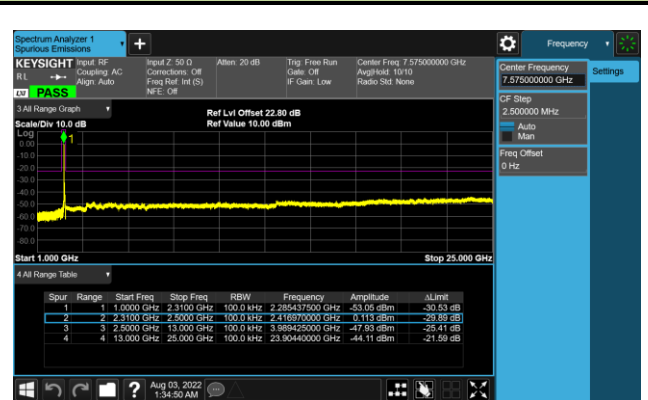 Spectrum Analyzer 1
Spurious Emissions
Frequency
KEYSIGHT
Input: RF
Coupling: AC
Align: Auto
Input Z: 50 Ω
Corrections: Off
Freq Ref: Int (S)
NFE: Off
Atten: 20 dB
Trig: Free Run
Gate: Off
IF Gain: Low
Center Freq: 7.575000000 GHz
Avg|Hold: 10/10
Radio Std: None
R L
LXI
PASS
3 All Range Graph
Scale/Div 10.0 dB
Ref Lvl Offset 22.80 dB
Ref Value 10.00 dBm
Log
0.00
-10.0
-20.0
-30.0
-40.0
-50.0
-60.0
-70.0
-80.0
1
Start 1.000 GHz
Stop 25.000 GHz
4 All Range Table
Spur Range Start Freq Stop Freq RBW Frequency Amplitude ΔLimit
1 1 1.0000 GHz 2.3100 GHz 100.0 kHz 2.285437500 GHz -53.05 dBm -30.53 dB
2 2 2.3100 GHz 2.5000 GHz 100.0 kHz 2.416970000 GHz 0.113 dBm -29.89 dB
3 3 2.5000 GHz 13.000 GHz 100.0 kHz 3.989425000 GHz -47.93 dBm -25.41 dB
4 4 13.000 GHz 25.000 GHz 100.0 kHz 23.90440000 GHz -44.11 dBm -21.59 dB
Center Frequency
7.575000000 GHz
Settings
CF Step
2.500000 MHz
Auto
Man
Freq Offset
0 Hz
?
Aug 03, 2022
1:34:50 AM